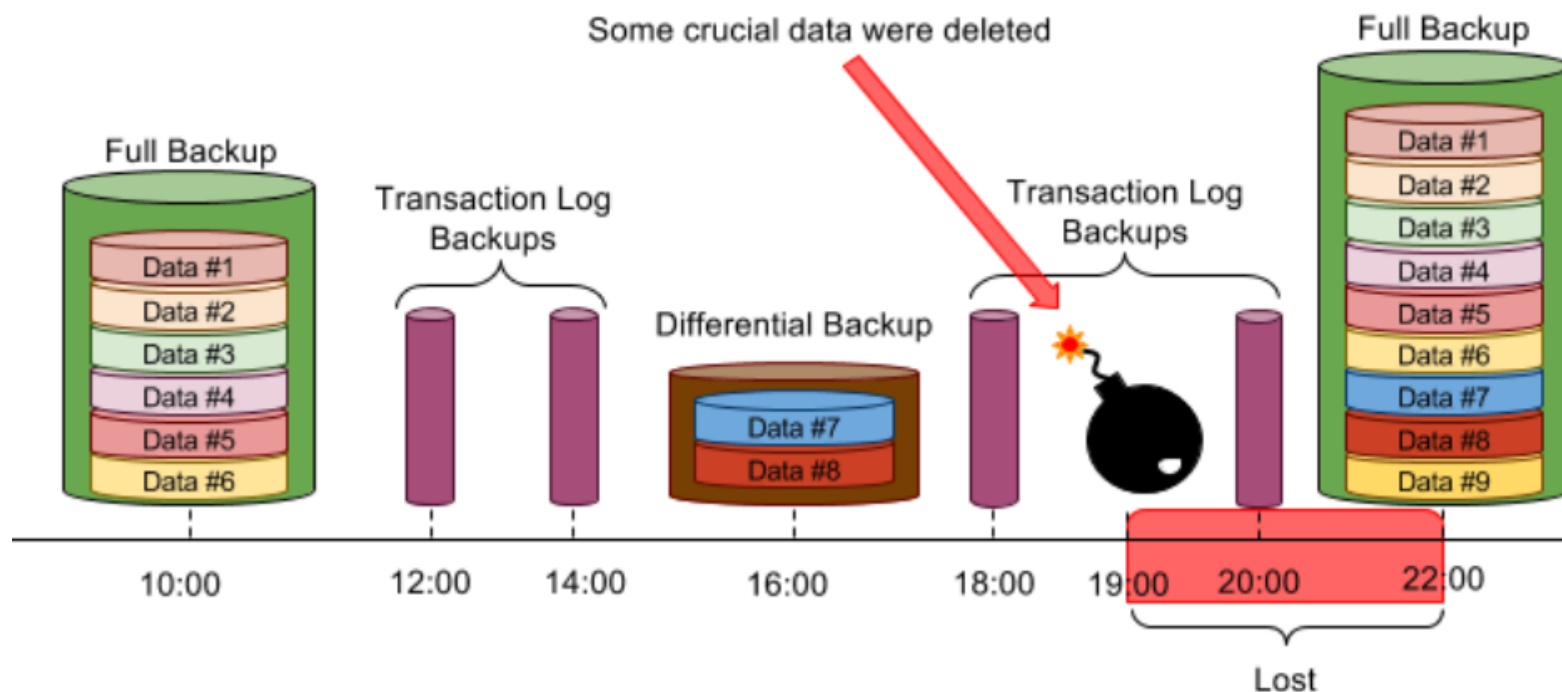 Some crucial data were deleted
Full Backup
Data #1
Data #2
Data #3
Data #4
Data #5
Data #6
Transaction Log
Backups
Differential Backup
Data #7
Data #8
Transaction Log
Backups
Full Backup
Data #1
Data #2
Data #3
Data #4
Data #5
Data #6
Data #7
Data #8
Data #9
10:00 12:00 14:00 16:00 18:00 19:00 20:00 22:00
Lost